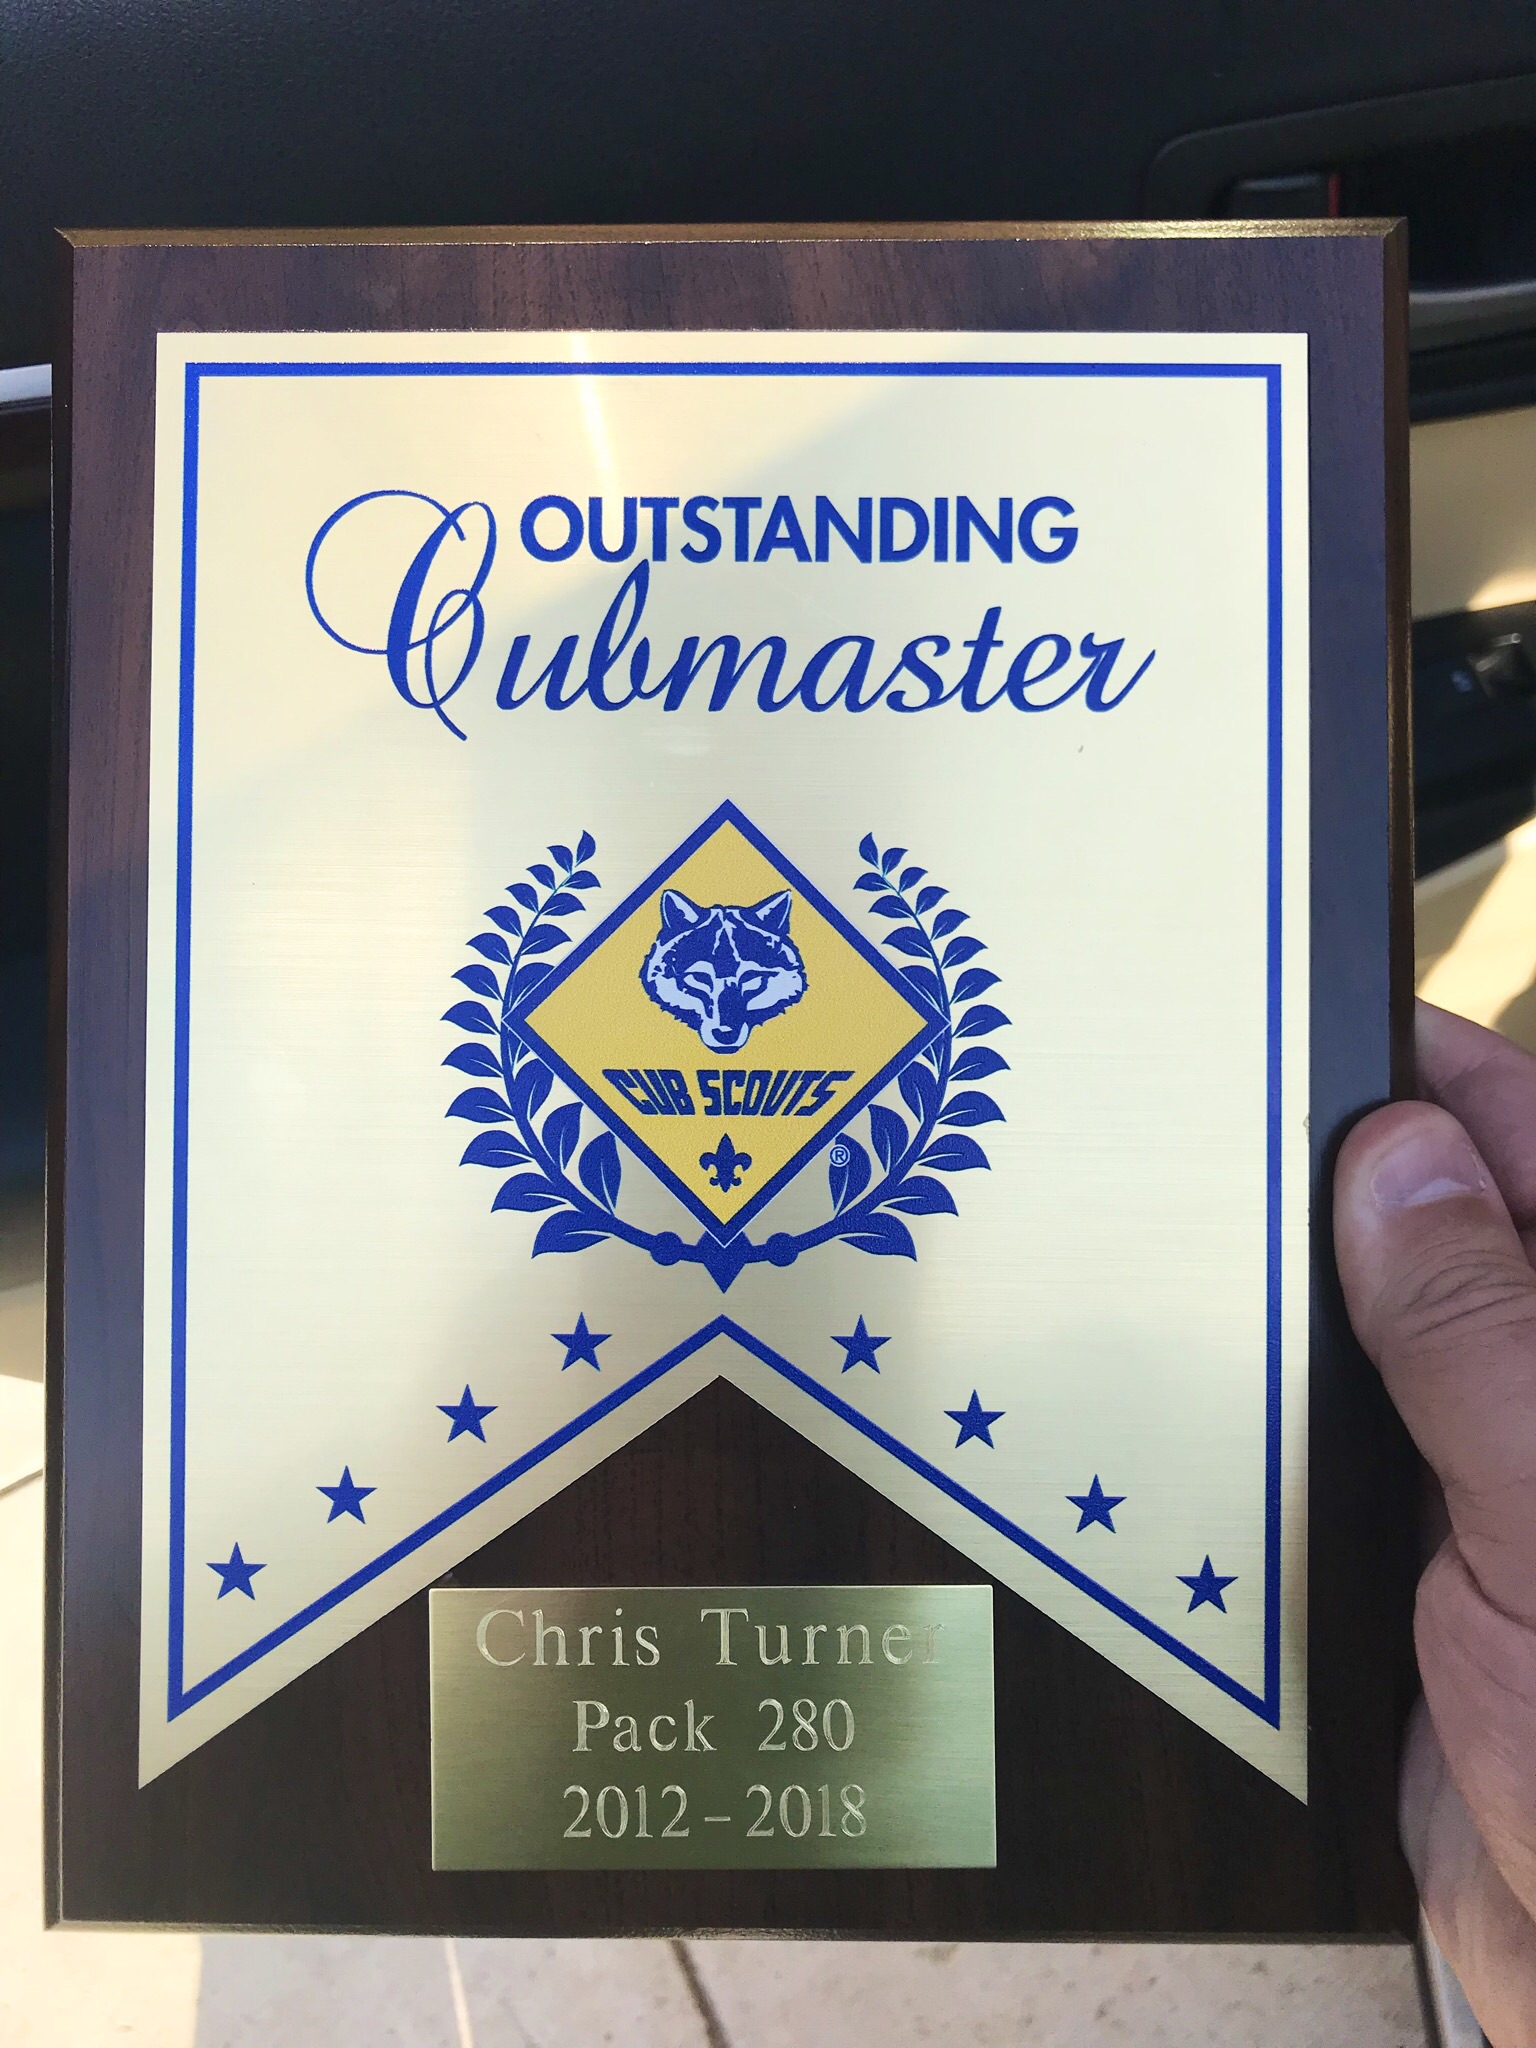 OUTSTANDING
Cubmaster
CUB SCOUTS
®
Chris Turner
Pack 280
2012-2018